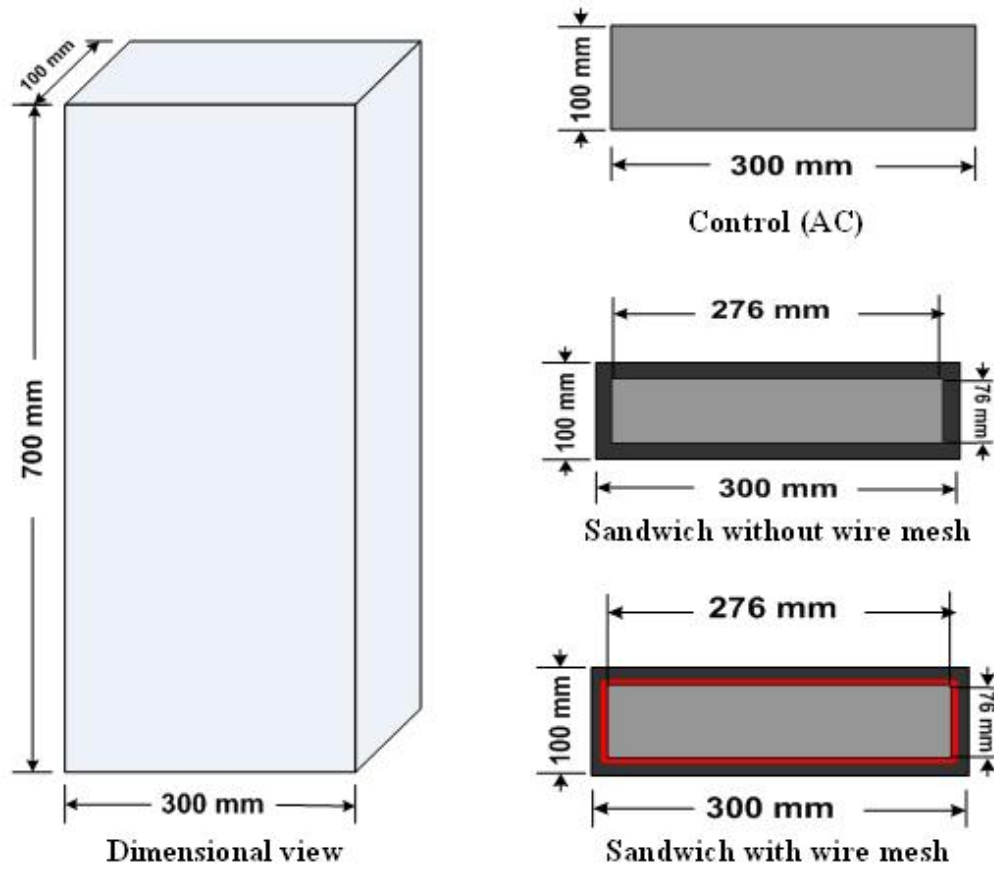 100 mm
700 mm
300 mm
Dimensional view
100 mm
300 mm
Control (AC)
276 mm
100 mm
76 mm
300 mm
Sandwich without wire mesh
276 mm
100 mm
76 mm
300 mm
Sandwich with wire mesh